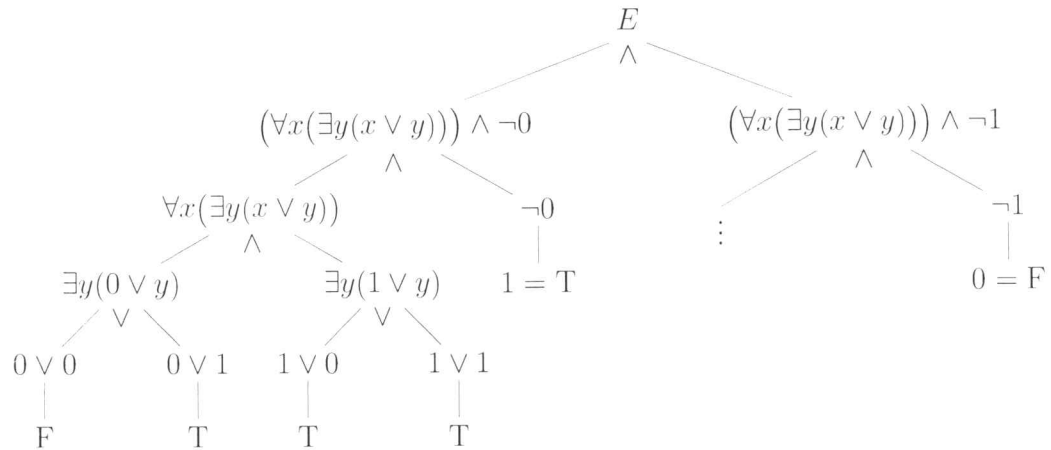 E
∧
(∀x(∃y(x ∨ y))) ∧ ¬0 (∀x(∃y(x ∨ y))) ∧ ¬1
∧ ∧
∀x(∃y(x ∨ y)) ¬0 ⋮ ¬1
∧
∃y(0 ∨ y) ∃y(1 ∨ y) 1 = T 0 = F
∨ ∨
0 ∨ 0 0 ∨ 1 1 ∨ 0 1 ∨ 1
F T T T